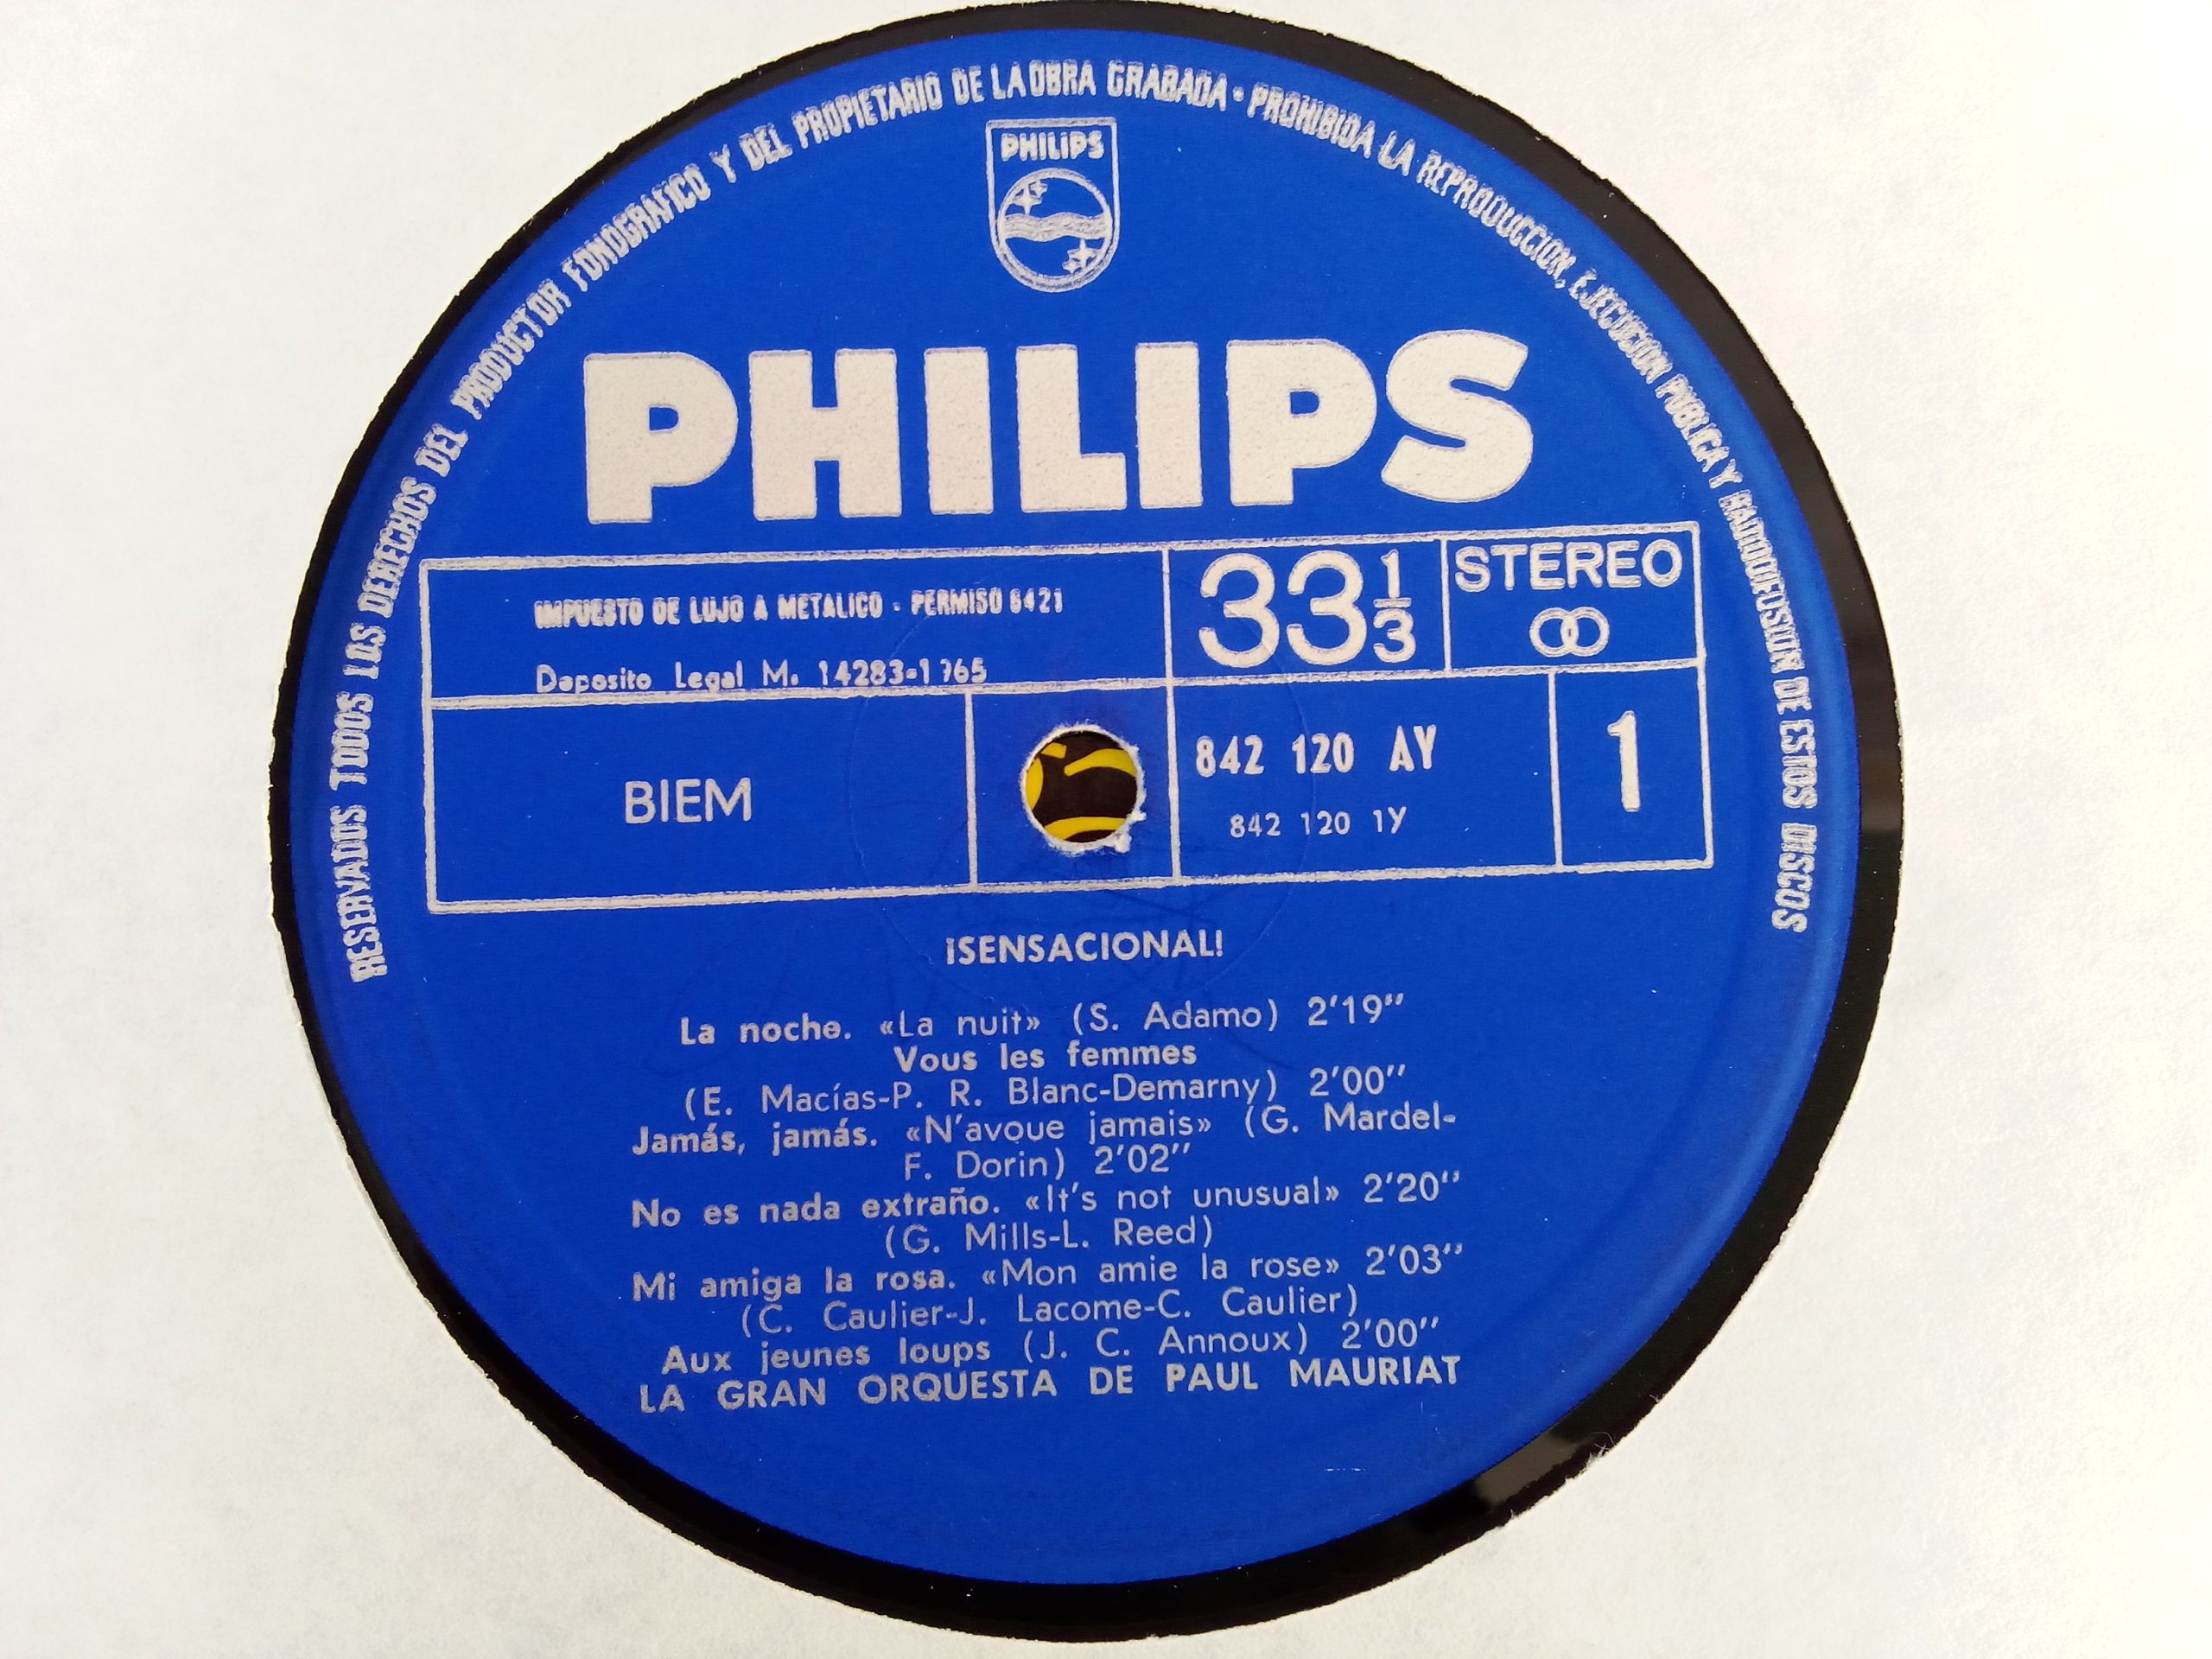 RESERVADOS TODOS LOS DERECHOS DEL PRODUCTOR FONOGRAFICO Y DEL PROPIETARIO DE LA OBRA GRABADA · PROHIBIDA LA REPRODUCCION, EJECUCION PUBLICA Y RADIODIFUSION DE ESTOS DISCOS
PHILIPS
PHILIPS
IMPUESTO DE LUJO A METALICO - PERMISO 6421
Deposito Legal M. 14283-1965
33 1/3
STEREO
BIEM
842 120 AY
842 120 1Y
1
¡SENSACIONAL!
La noche. «La nuit» (S. Adamo) 2'19"
Vous les femmes
(E. Macías-P. R. Blanc-Demarny) 2'00"
Jamás, jamás. «N'avoue jamais» (G. Mardel-
F. Dorin) 2'02"
No es nada extraño. «It's not unusual» 2'20"
(G. Mills-L. Reed)
Mi amiga la rosa. «Mon amie la rose» 2'03"
(C. Caulier-J. Lacome-C. Caulier)
Aux jeunes loups (J. C. Annoux) 2'00"
LA GRAN ORQUESTA DE PAUL MAURIAT